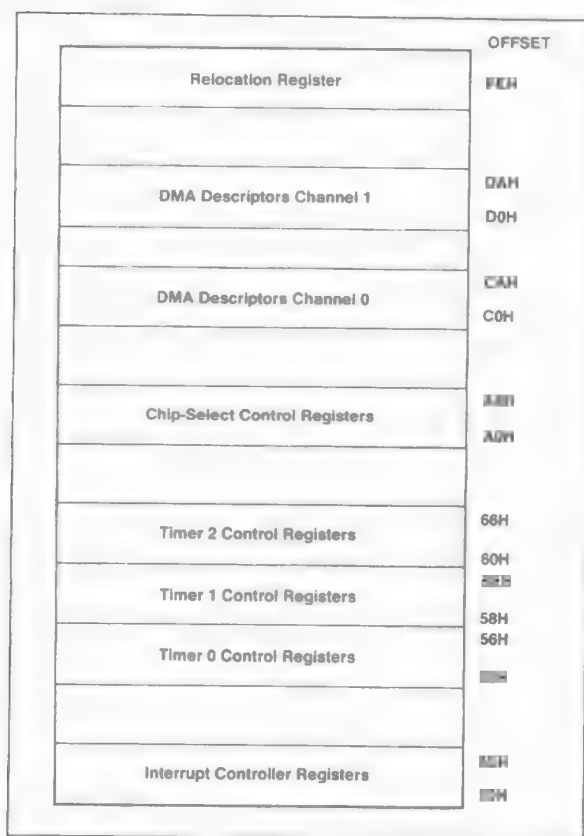 OFFSET
Relocation Register
FEH
DMA Descriptors Channel 1
DAH
D0H
DMA Descriptors Channel 0
CAH
C0H
Chip-Select Control Registers
A0H
Timer 2 Control Registers
66H
60H
Timer 1 Control Registers
58H
Timer 0 Control Registers
56H
Interrupt Controller Registers